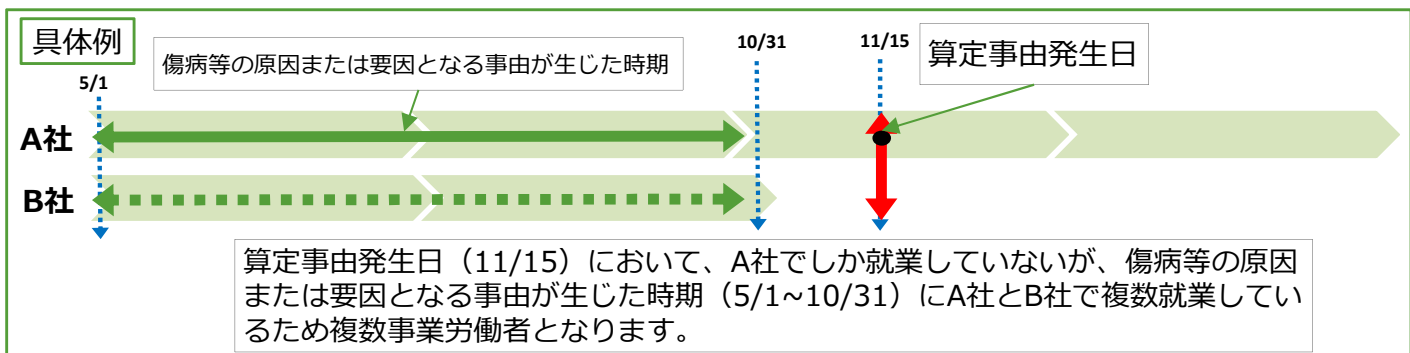 具体例
傷病等の原因または要因となる事由が生じた時期
10/31
11/15
算定事由発生日
5/1
A社
B社
算定事由発生日（11/15）において、A社でしか就業していないが、傷病等の原因
または要因となる事由が生じた時期（5/1~10/31）にA社とB社で複数就業してい
るため複数事業労働者となります。